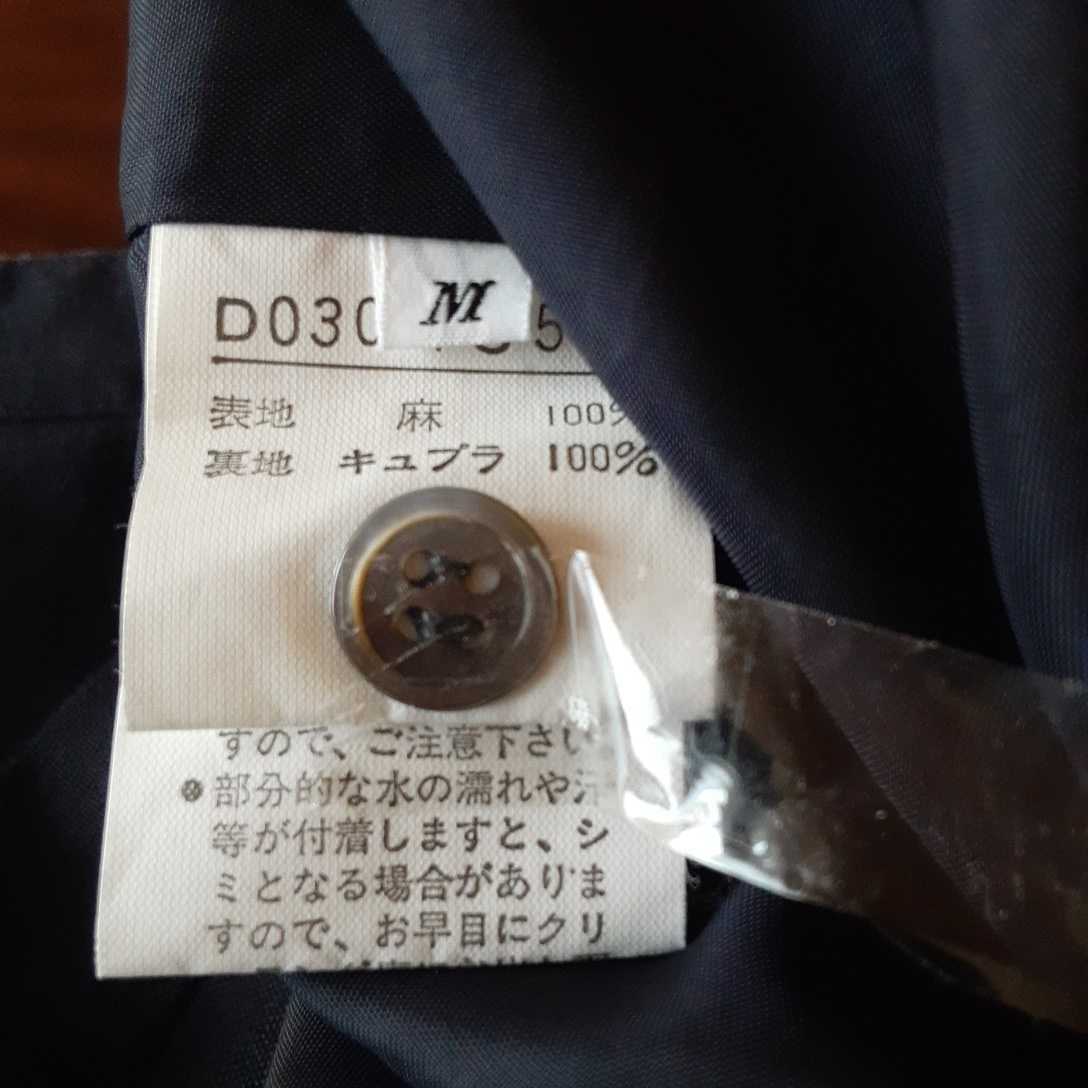 M
D030
表地 麻 100%
裏地 キュプラ 100%
すので、ご注意下さい
●部分的な水の濡れや汗
等が付着しますと、シ
ミとなる場合がありま
すので、お早目にクリ